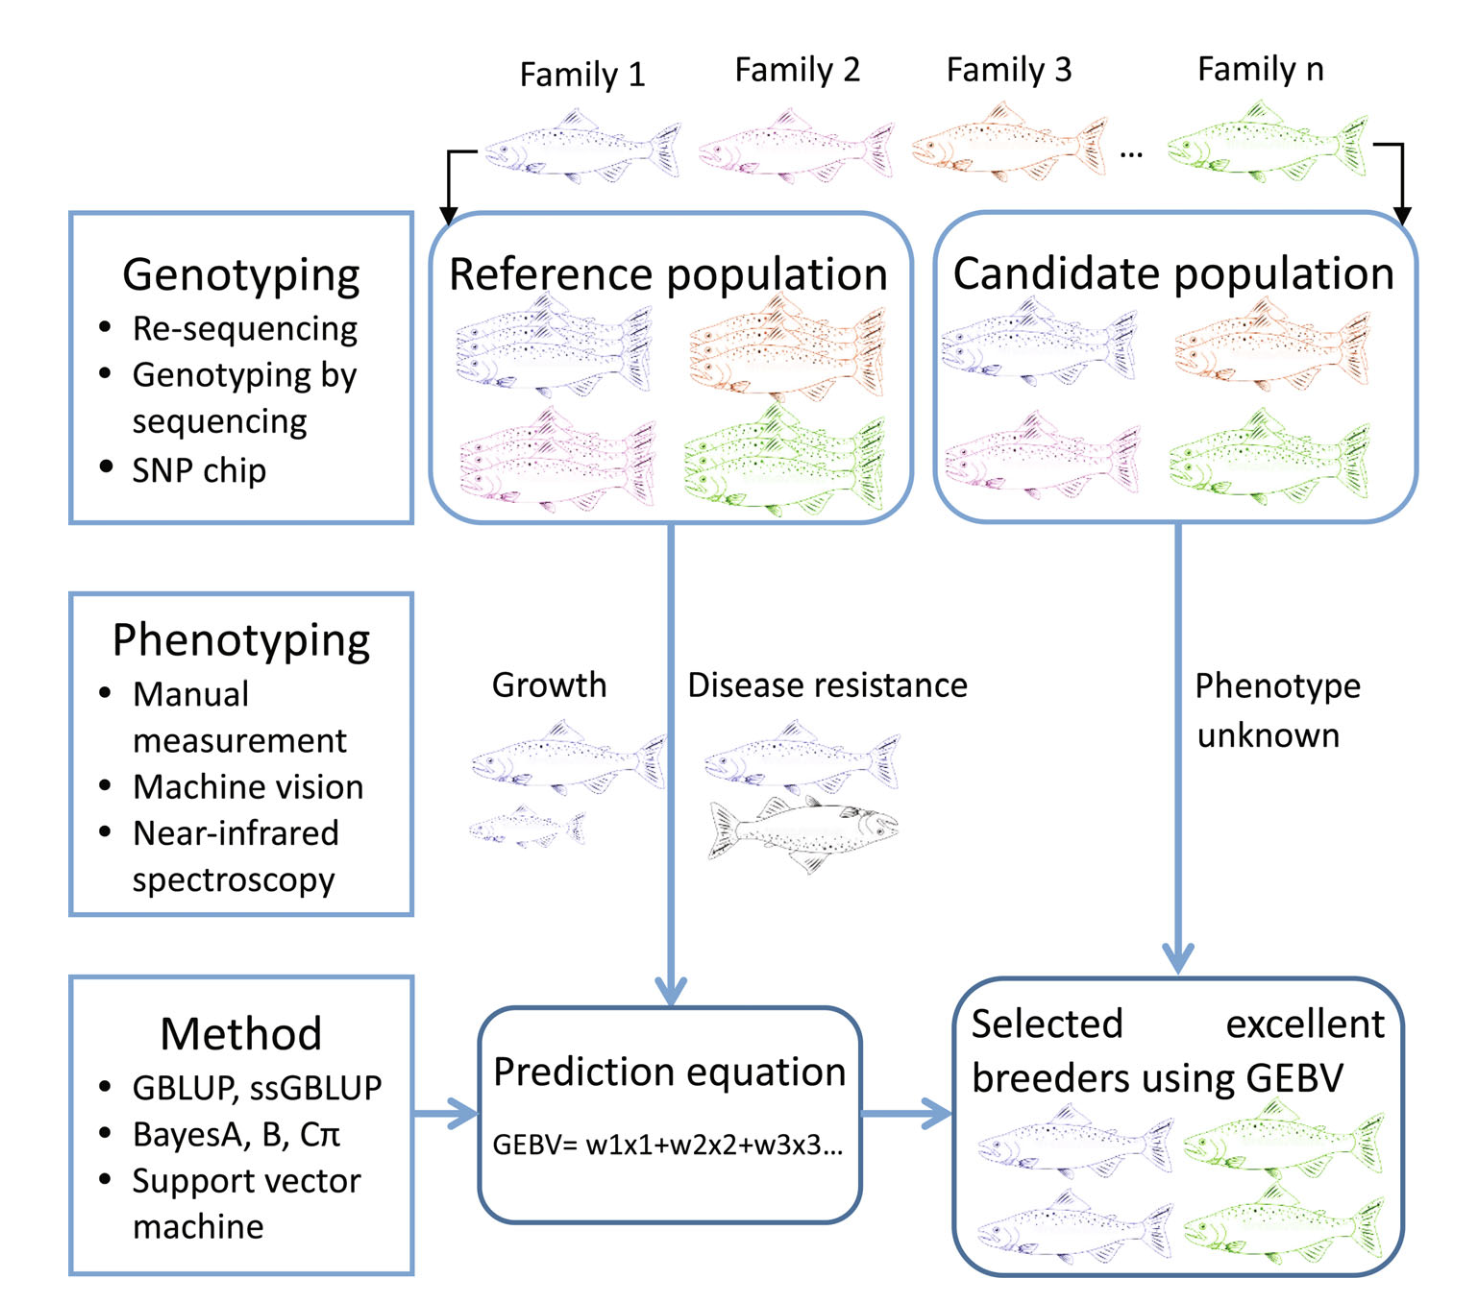 Family 1
Family 2
Family 3
Family n
...
Genotyping
• Re-sequencing
• Genotyping by
sequencing
• SNP chip
Reference population
Candidate population
Phenotyping
• Manual
measurement
• Machine vision
• Near-infrared
spectroscopy
Growth
Disease resistance
Phenotype
unknown
Method
• GBLUP, ssGBLUP
• BayesA, B, Cπ
• Support vector
machine
Prediction equation
GEBV= w1x1+w2x2+w3x3...
Selected excellent
breeders using GEBV